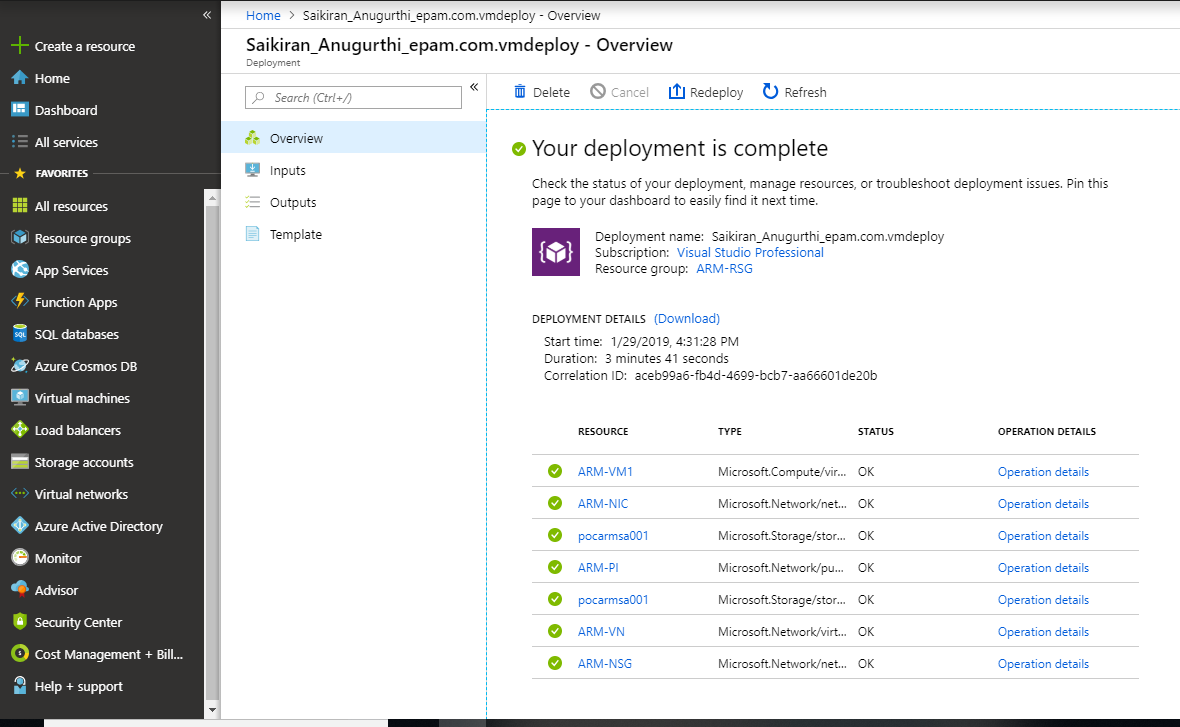 «
Create a resource
Home
Dashboard
All services
FAVORITES
All resources
Resource groups
App Services
Function Apps
SQL databases
Azure Cosmos DB
Virtual machines
Load balancers
Storage accounts
Virtual networks
Azure Active Directory
Monitor
Advisor
Security Center
Cost Management + Bill...
Help + support
Home > Saikiran_Anugurthi_epam.com.vmdeploy - Overview
Saikiran_Anugurthi_epam.com.vmdeploy - Overview
Deployment
Search (Ctrl+/)
«
Overview
Inputs
Outputs
Template
Delete Cancel Redeploy Refresh
Your deployment is complete
Check the status of your deployment, manage resources, or troubleshoot deployment issues. Pin this
page to your dashboard to easily find it next time.
Deployment name: Saikiran_Anugurthi_epam.com.vmdeploy
Subscription: Visual Studio Professional
Resource group: ARM-RSG
DEPLOYMENT DETAILS (Download)
Start time: 1/29/2019, 4:31:28 PM
Duration: 3 minutes 41 seconds
Correlation ID: aceb99a6-fb4d-4699-bcb7-aa66601de20b
RESOURCE TYPE STATUS OPERATION DETAILS
ARM-VM1 Microsoft.Compute/vir... OK Operation details
ARM-NIC Microsoft.Network/net... OK Operation details
pocarmsa001 Microsoft.Storage/stor... OK Operation details
ARM-PI Microsoft.Network/pu... OK Operation details
pocarmsa001 Microsoft.Storage/stor... OK Operation details
ARM-VN Microsoft.Network/virt... OK Operation details
ARM-NSG Microsoft.Network/net... OK Operation details